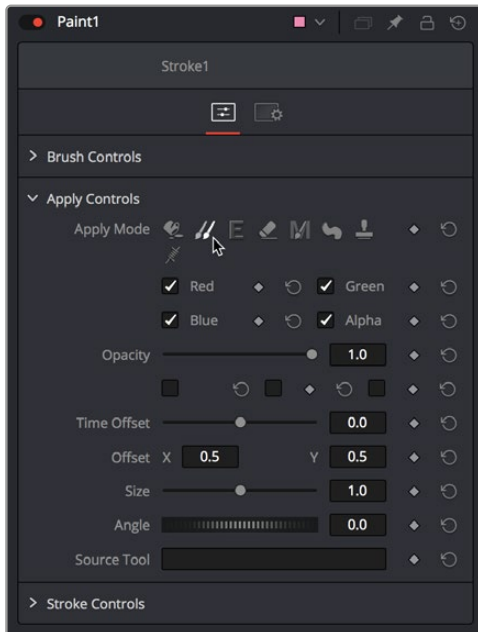 Paint1
Stroke1
Brush Controls
Apply Controls
Apply Mode
Red Green
Blue Alpha
Opacity 1.0
Time Offset 0.0
Offset X 0.5 Y 0.5
Size 1.0
Angle 0.0
Source Tool
Stroke Controls